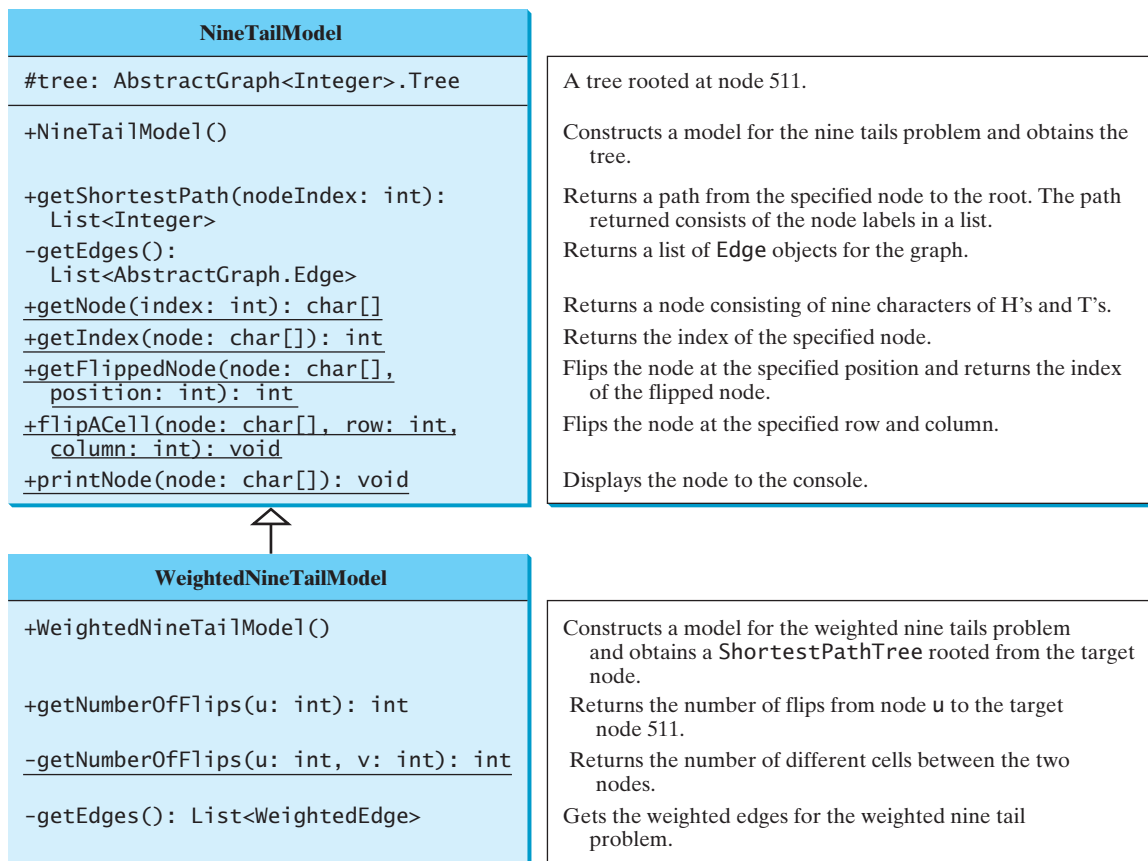 NineTailModel
#tree: AbstractGraph<Integer>.Tree
A tree rooted at node 511.
+NineTailModel()
Constructs a model for the nine tails problem and obtains the
tree.
+getShortestPath(nodeIndex: int):
List<Integer>
Returns a path from the specified node to the root. The path
returned consists of the node labels in a list.
-getEdges():
List<AbstractGraph.Edge>
Returns a list of Edge objects for the graph.
+getNode(index: int): char[]
Returns a node consisting of nine characters of H's and T's.
+getIndex(node: char[]): int
Returns the index of the specified node.
+getFlippedNode(node: char[],
position: int): int
Flips the node at the specified position and returns the index
of the flipped node.
+flipACell(node: char[], row: int,
column: int): void
Flips the node at the specified row and column.
+printNode(node: char[]): void
Displays the node to the console.
WeightedNineTailModel
+WeightedNineTailModel()
Constructs a model for the weighted nine tails problem
and obtains a ShortestPathTree rooted from the target
node.
+getNumberOfFlips(u: int): int
Returns the number of flips from node u to the target
node 511.
-getNumberOfFlips(u: int, v: int): int
Returns the number of different cells between the two
nodes.
-getEdges(): List<WeightedEdge>
Gets the weighted edges for the weighted nine tail
problem.